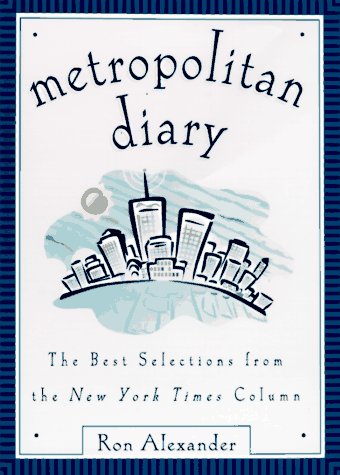 metropolitan
diary
The Best Selections from
the New York Times Column
Ron Alexander